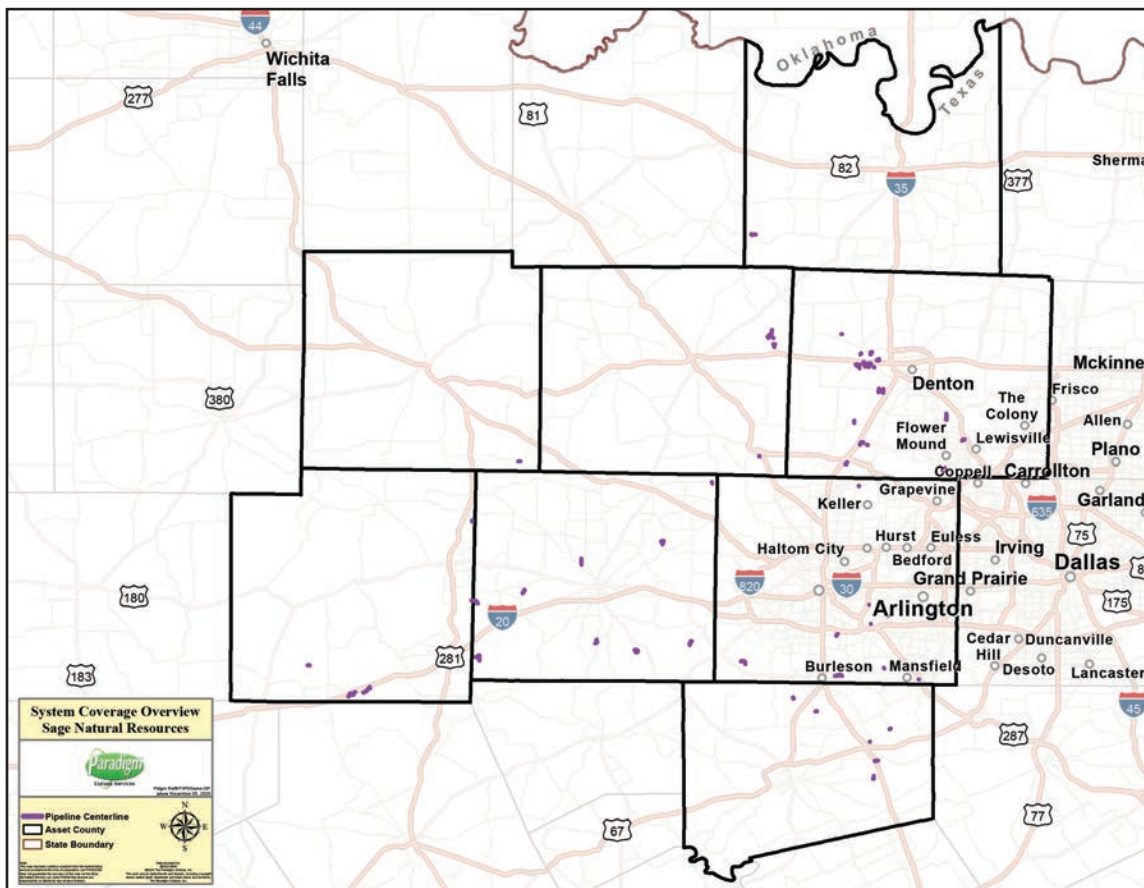 44
Wichita
Falls
277
81
Oklahoma
Texas
82
35
377
Sherma
380
Denton
Mckinne
Frisco
The
Colony
Allen
Flower
Mound
Lewisville
Plano
Coppell
Carrollton
Grapevine
Keller
Garland
635
75
Haltom City
Hurst
Euless
Bedford
Irving
Dallas
8
180
20
820
30
Grand Prairie
Arlington
175
183
281
Cedar
Hill
Duncanville
Desoto
Lancaster
Burleson
Mansfield
45
287
67
77
System Coverage Overview
Sage Natural Resources
Paradigm
Pipeline Centerline
Asset County
State Boundary
N
W
E
S